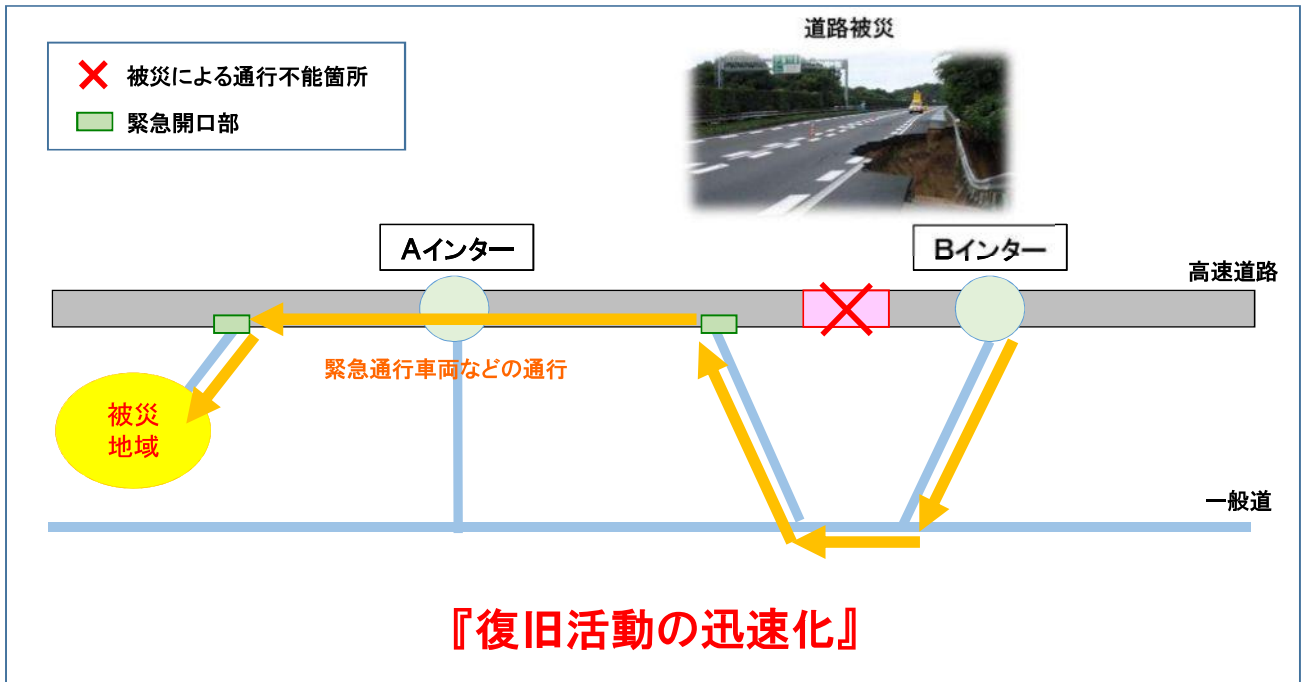 道路被災
被災による通行不能箇所
緊急開口部
Aインター
Bインター
高速道路
緊急通行車両などの通行
被災
地域
一般道
『復旧活動の迅速化』